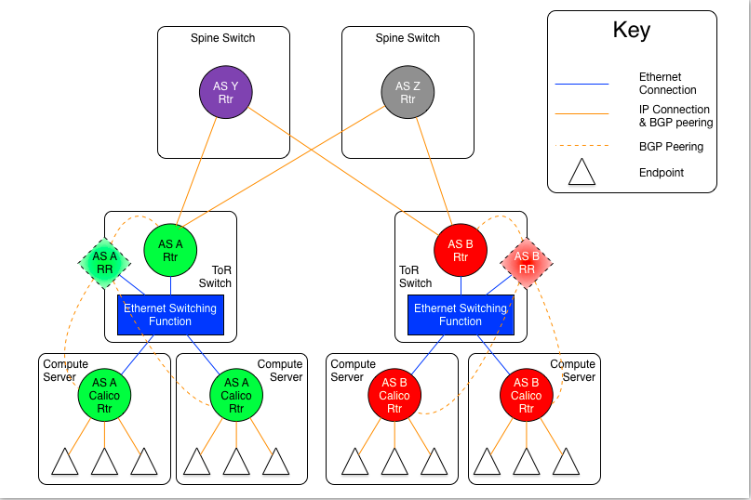 Spine Switch
AS Y
Rtr
Spine Switch
AS Z
Rtr
Key
Ethernet
Connection
IP Connection
& BGP peering
BGP Peering
Endpoint
AS A
RR
AS A
Rtr
ToR
Switch
Ethernet Switching
Function
AS B
Rtr
AS B
RR
ToR
Switch
Ethernet Switching
Function
Compute
Server
AS A
Calico
Rtr
Compute
Server
AS A
Calico
Rtr
Compute
Server
AS B
Calico
Rtr
Compute
Server
AS B
Calico
Rtr